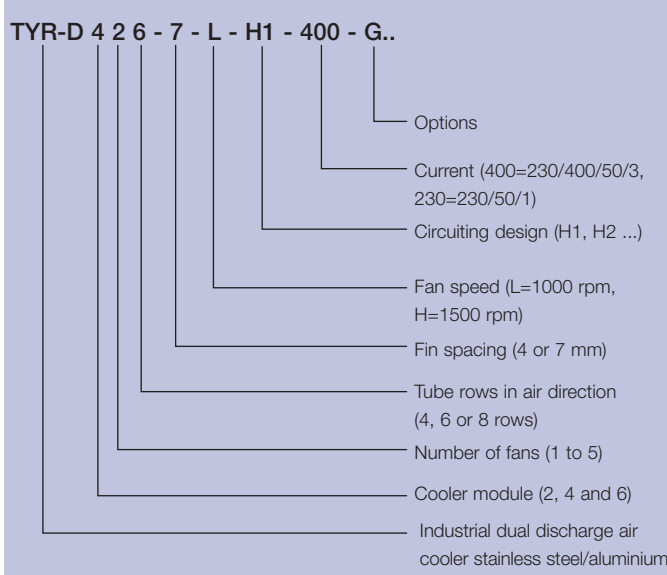 TYR-D 4 2 6 - 7 - L - H1 - 400 - G..
Options
Current (400=230/400/50/3,
230=230/50/1)
Circuiting design (H1, H2 ...)
Fan speed (L=1000 rpm,
H=1500 rpm)
Fin spacing (4 or 7 mm)
Tube rows in air direction
(4, 6 or 8 rows)
Number of fans (1 to 5)
Cooler module (2, 4 and 6)
Industrial dual discharge air
cooler stainless steel/aluminium